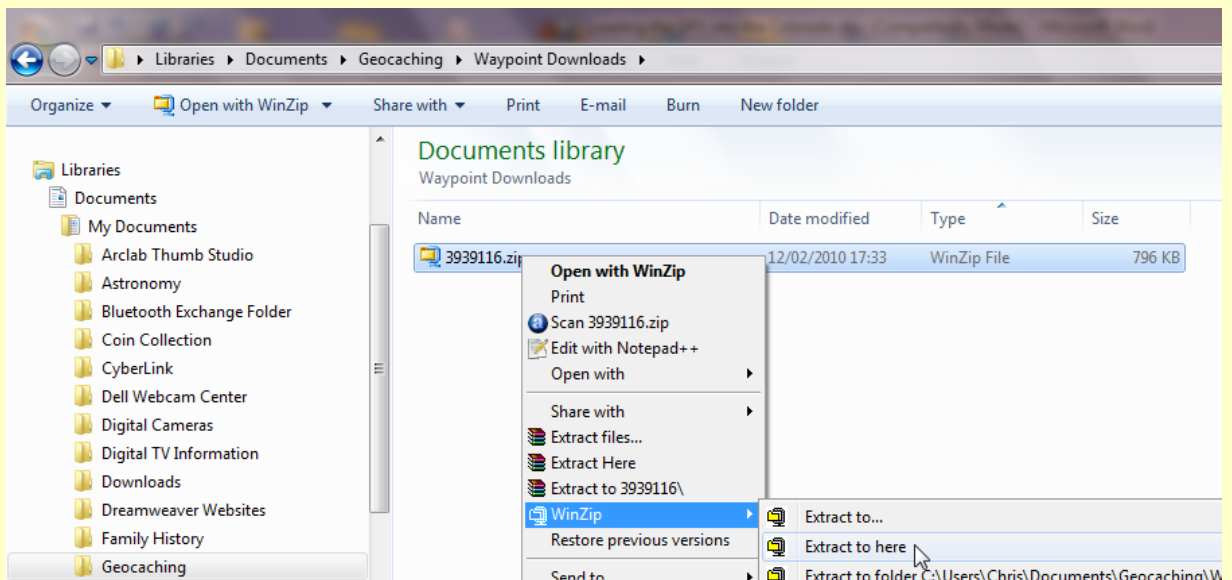 Libraries ▸ Documents ▸ Geocaching ▸ Waypoint Downloads ▸
Organize Open with WinZip Share with Print E-mail Burn New folder
Libraries
Documents
My Documents
Arclab Thumb Studio
Astronomy
Bluetooth Exchange Folder
Coin Collection
CyberLink
Dell Webcam Center
Digital Cameras
Digital TV Information
Downloads
Dreamweaver Websites
Family History
Geocaching
Documents library
Waypoint Downloads
Name Date modified Type Size
3939116.zip 12/02/2010 17:33 WinZip File 796 KB
Open with WinZip
Print
Scan 3939116.zip
Edit with Notepad++
Open with
Share with
Extract files...
Extract Here
Extract to 3939116\
WinZip
Restore previous versions
Send to
Extract to...
Extract to here
Extract to folder C:\Users\Chris\Documents\Geocaching\W